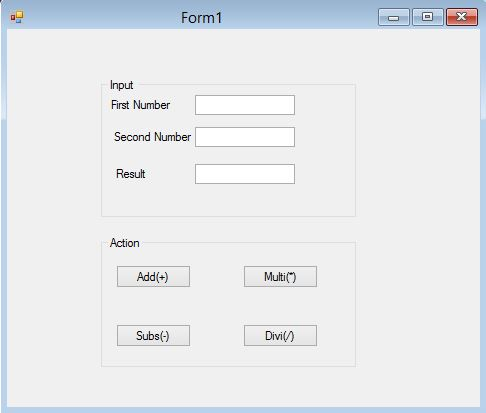 Form1
Input
First Number
Second Number
Result
Action
Add(+) Multi(*)
Subs(-) Divi(/)